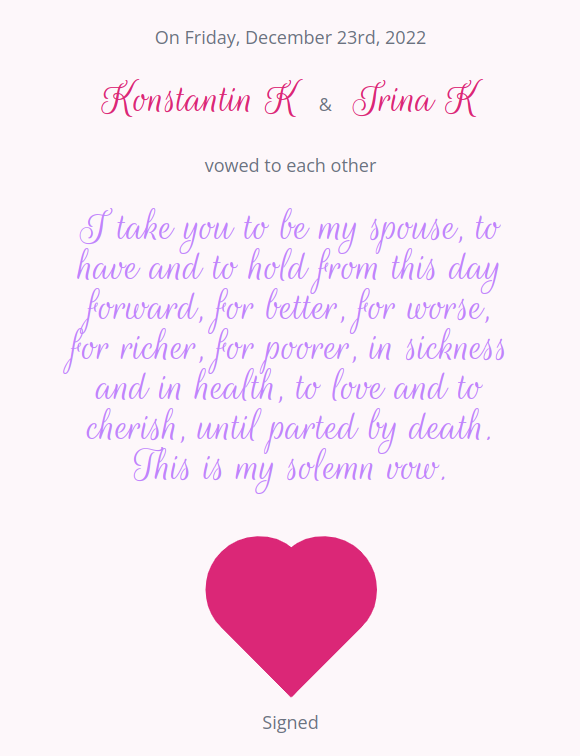 On Friday, December 23rd, 2022
Konstantin K & Irina K
vowed to each other
I take you to be my spouse, to
have and to hold from this day
forward, for better, for worse,
for richer, for poorer, in sickness
and in health, to love and to
cherish, until parted by death.
This is my solemn vow.
Signed